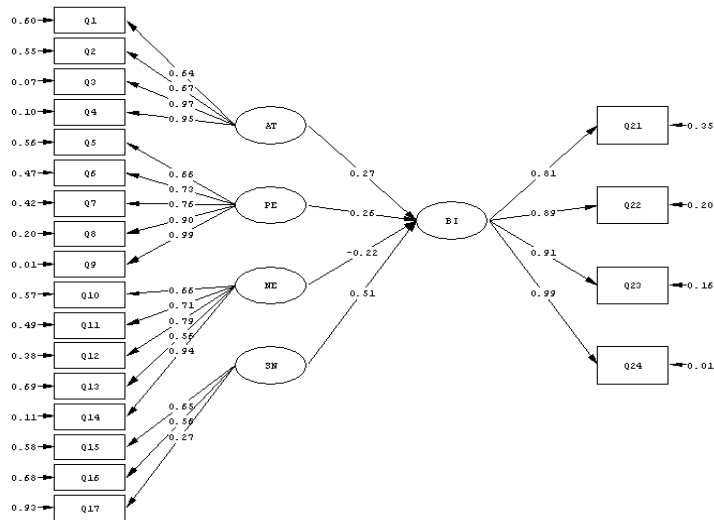 0.60 Q1
0.55 Q2
0.07 Q3
0.10 Q4
0.56 Q5
0.47 Q6
0.42 Q7
0.20 Q8
0.01 Q9
0.57 Q10
0.49 Q11
0.38 Q12
0.69 Q13
0.11 Q14
0.58 Q15
0.68 Q16
0.93 Q17
0.64
0.67
0.97
0.95
0.66
0.73
0.76
0.90
0.99
0.66
0.71
0.79
0.56
0.94
0.65
0.56
0.27
AT
PE
NE
SN
0.27
0.26
-0.22
0.51
BI
0.81
0.89
0.91
0.99
Q21 0.35
Q22 0.20
Q23 0.16
Q24 0.01